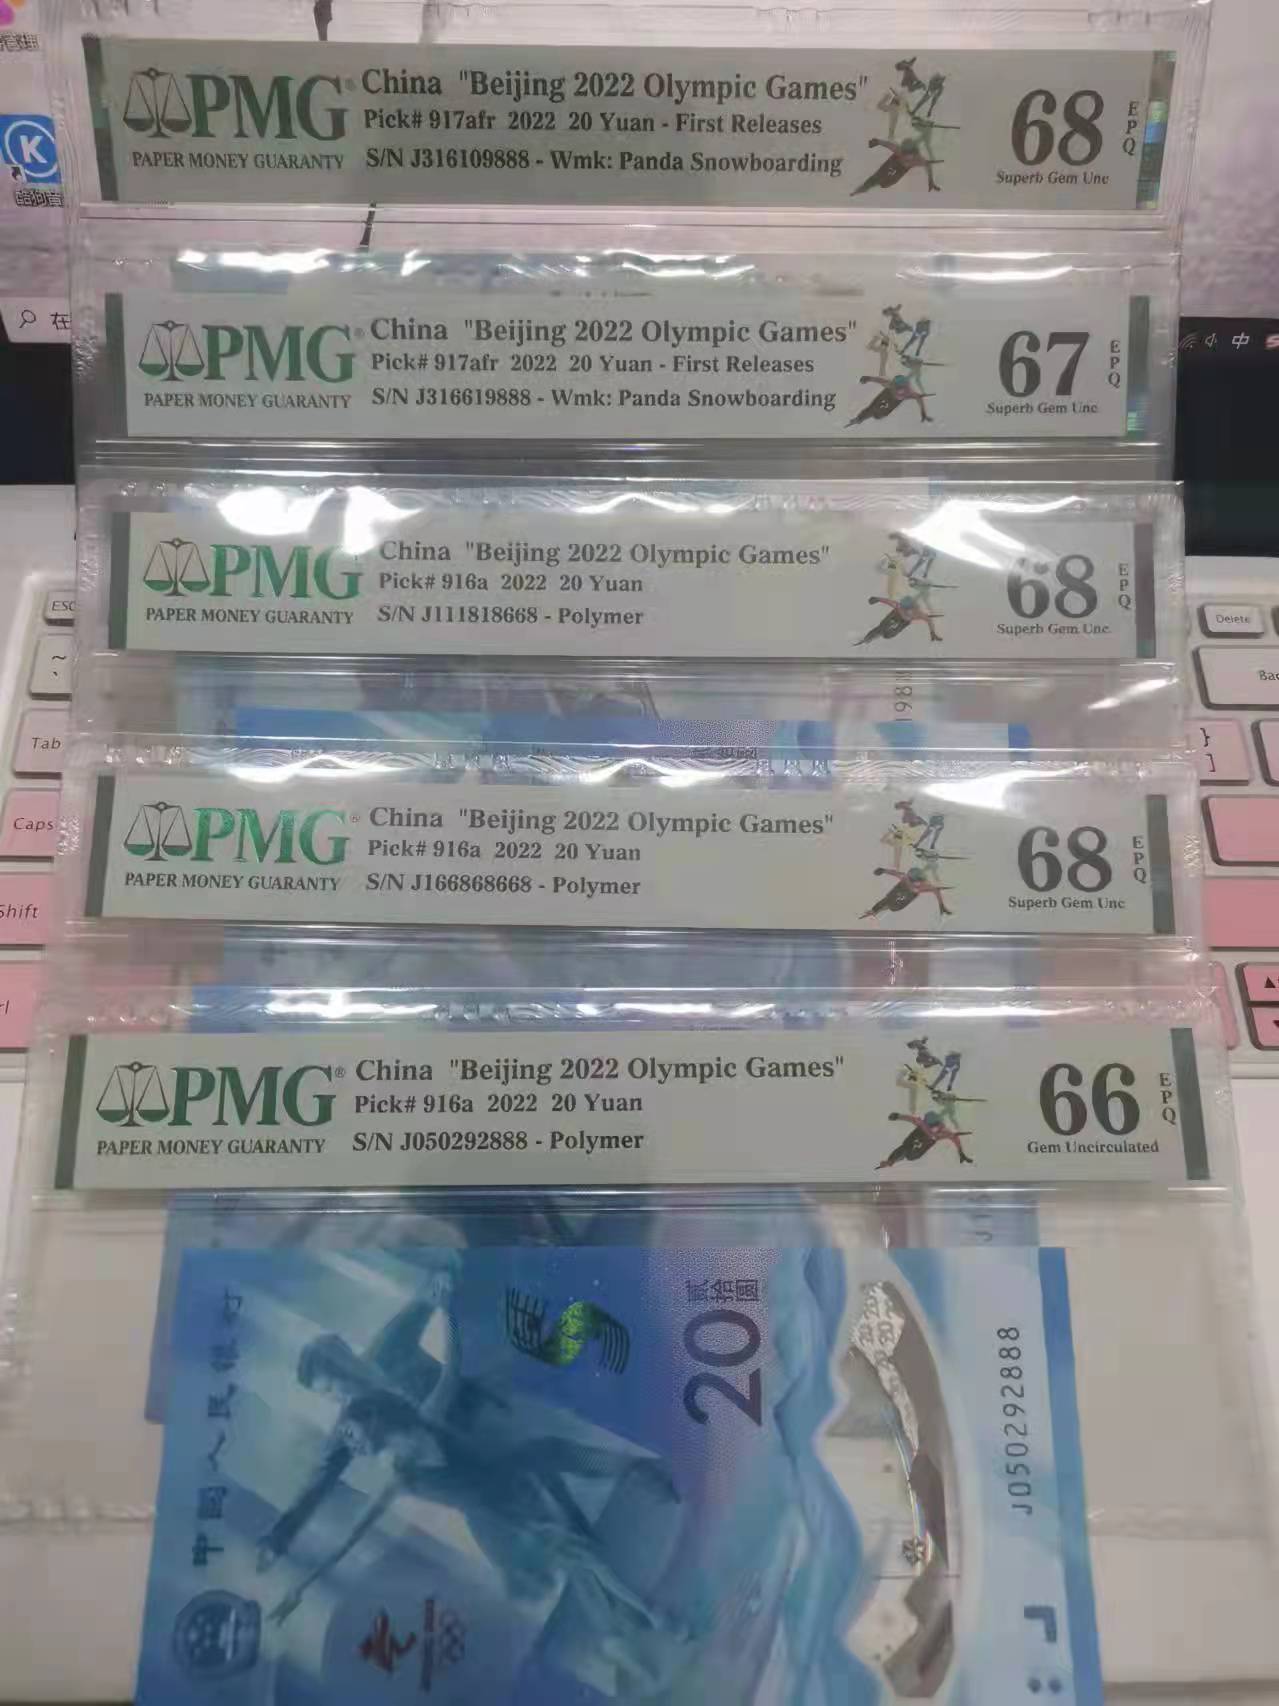 K
PMG®
PAPER MONEY GUARANTY
China "Beijing 2022 Olympic Games"
Pick# 917afr 2022 20 Yuan - First Releases
S/N J316109888 - Wmk: Panda Snowboarding
68
EPQ
Superb Gem Unc
在
中
PMG®
PAPER MONEY GUARANTY
China "Beijing 2022 Olympic Games"
Pick# 917afr 2022 20 Yuan - First Releases
S/N J316619888 - Wmk: Panda Snowboarding
67
EPQ
Superb Gem Unc
PMG
PAPER MONEY GUARANTY
China "Beijing 2022 Olympic Games"
Pick# 916a 2022 20 Yuan
S/N J111818668 - Polymer
68
EPQ
Superb Gem Unc
Esc
Delete
Tab
}
]
PMG®
PAPER MONEY GUARANTY
China "Beijing 2022 Olympic Games"
Pick# 916a 2022 20 Yuan
S/N J166868668 - Polymer
68
EPQ
Superb Gem Unc
Caps
Shift
PMG®
PAPER MONEY GUARANTY
China "Beijing 2022 Olympic Games"
Pick# 916a 2022 20 Yuan
S/N J050292888 - Polymer
66
EPQ
Gem Uncirculated
中国人民银行
20
贰拾圆
J050292888